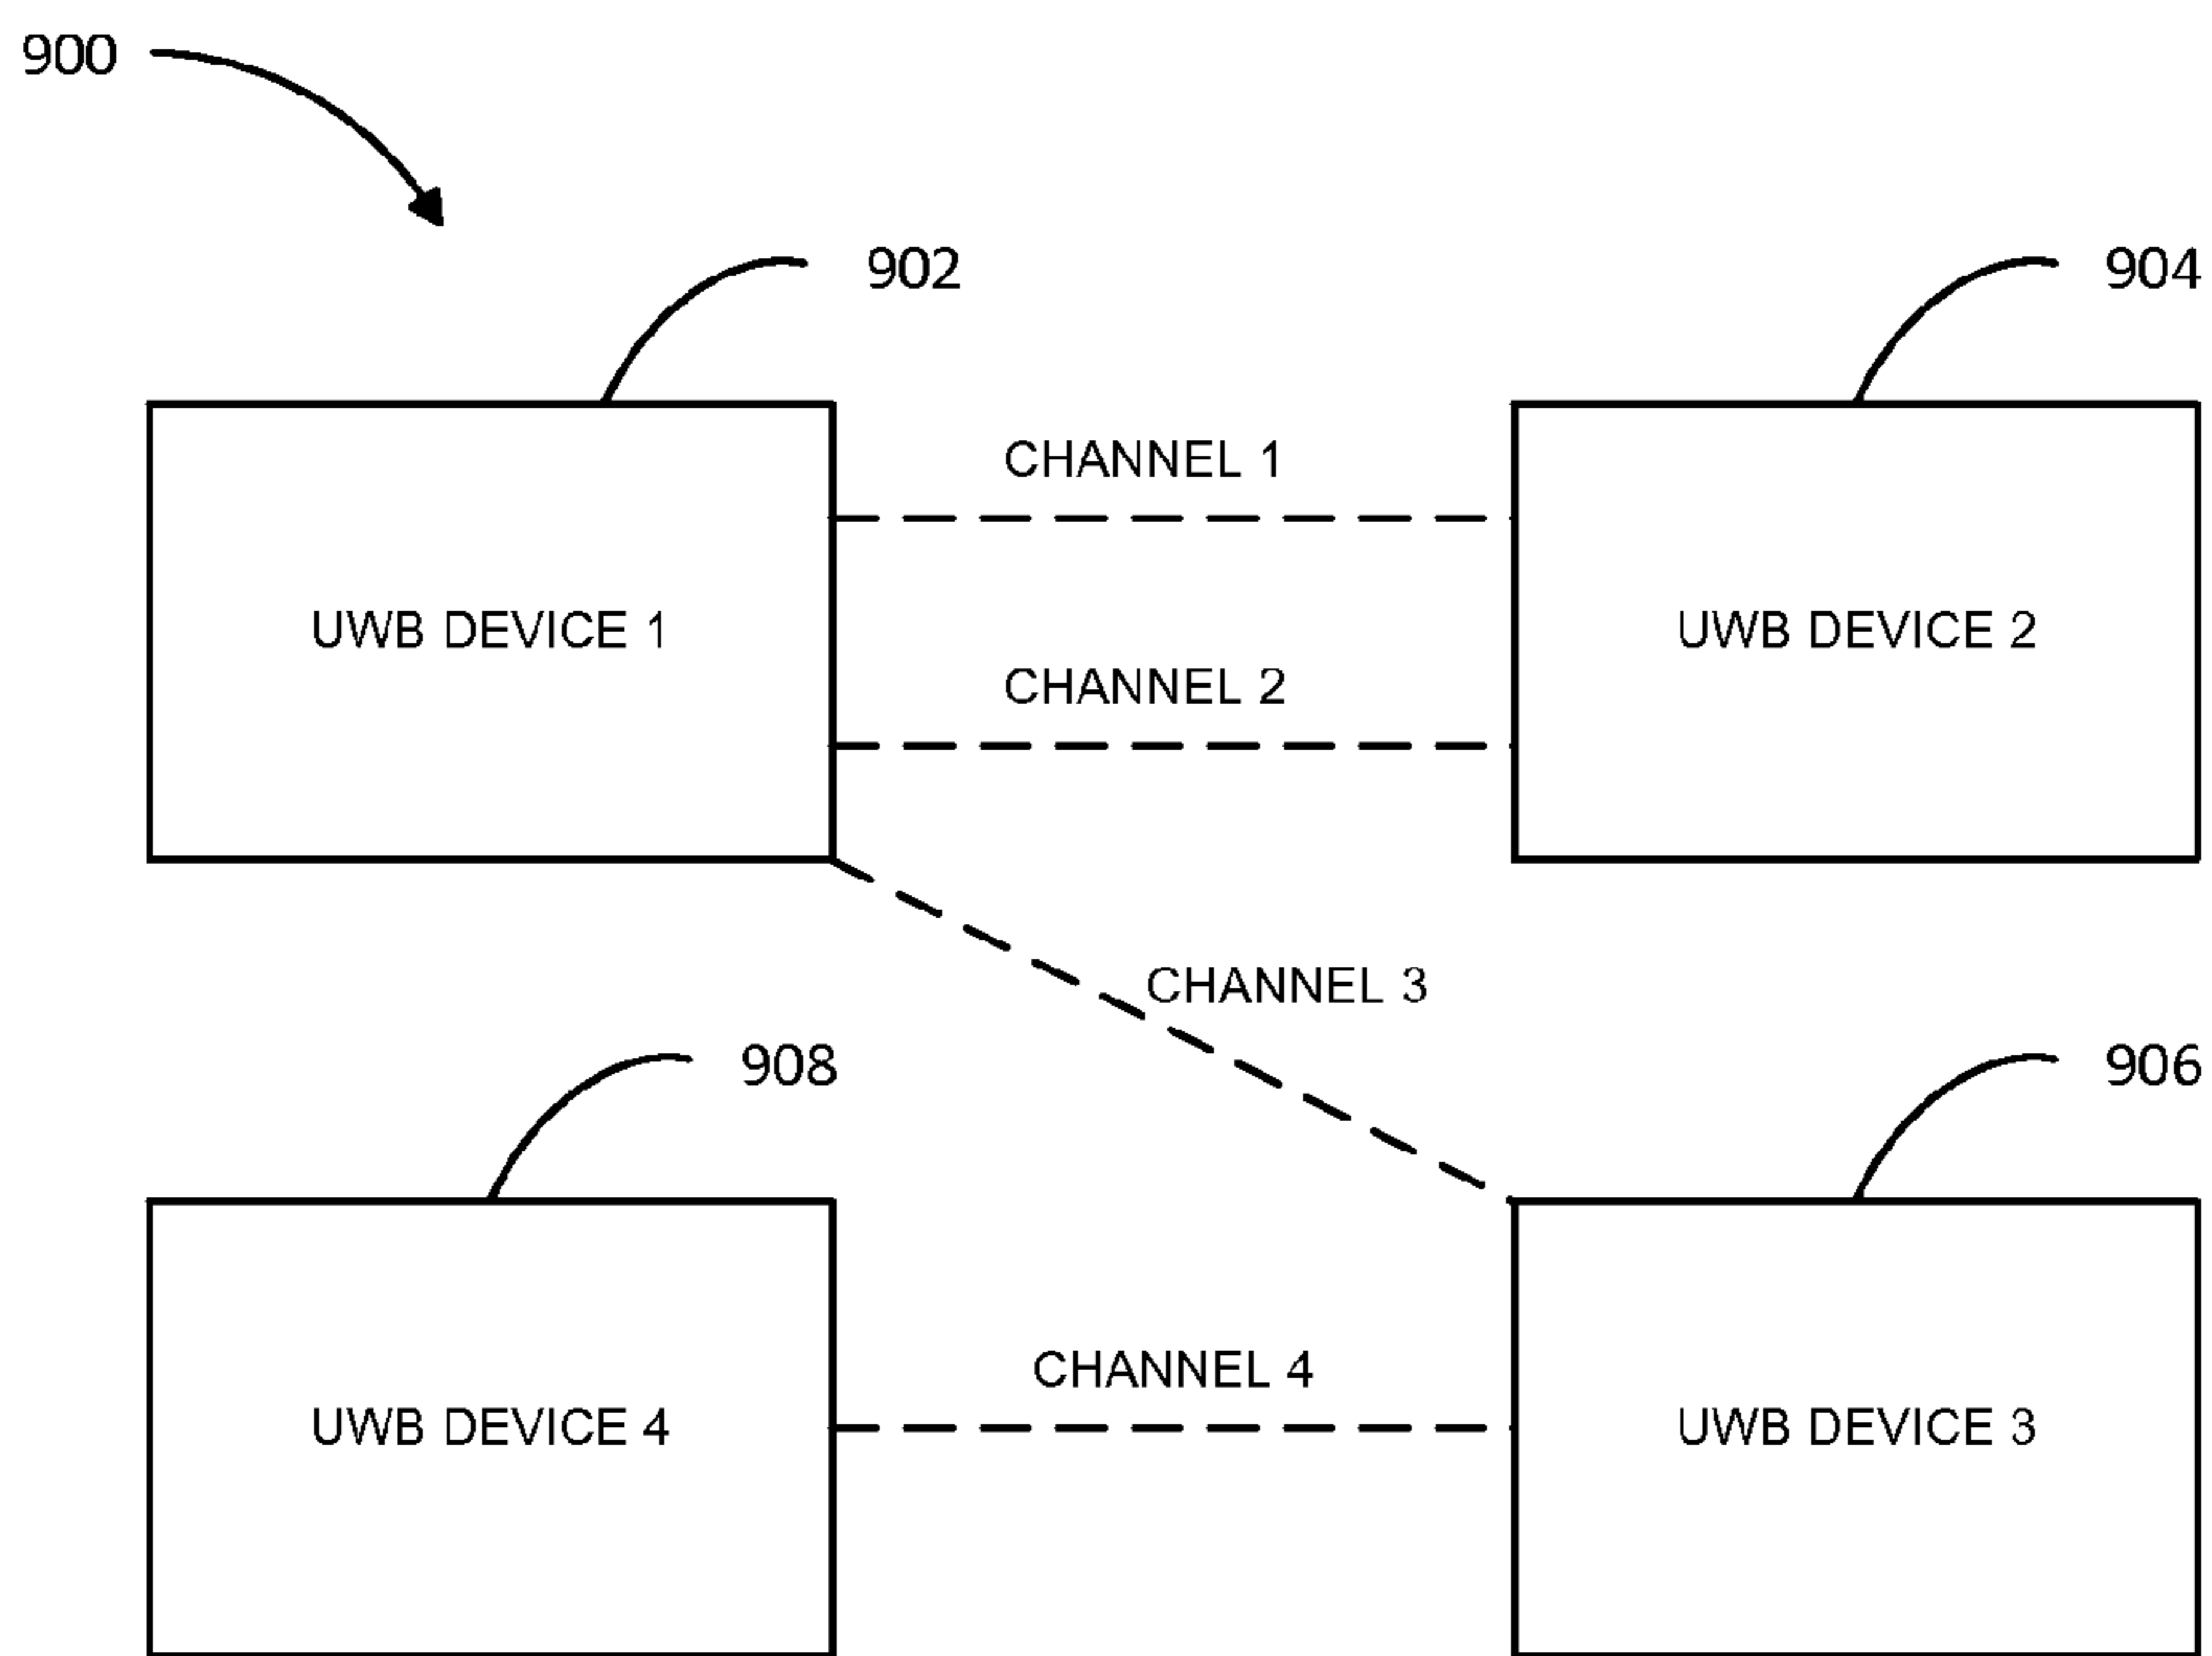 900
902
904
CHANNEL 1
UWB DEVICE 1
UWB DEVICE 2
CHANNEL 2
CHANNEL 3
908
906
CHANNEL 4
UWB DEVICE 4
UWB DEVICE 3